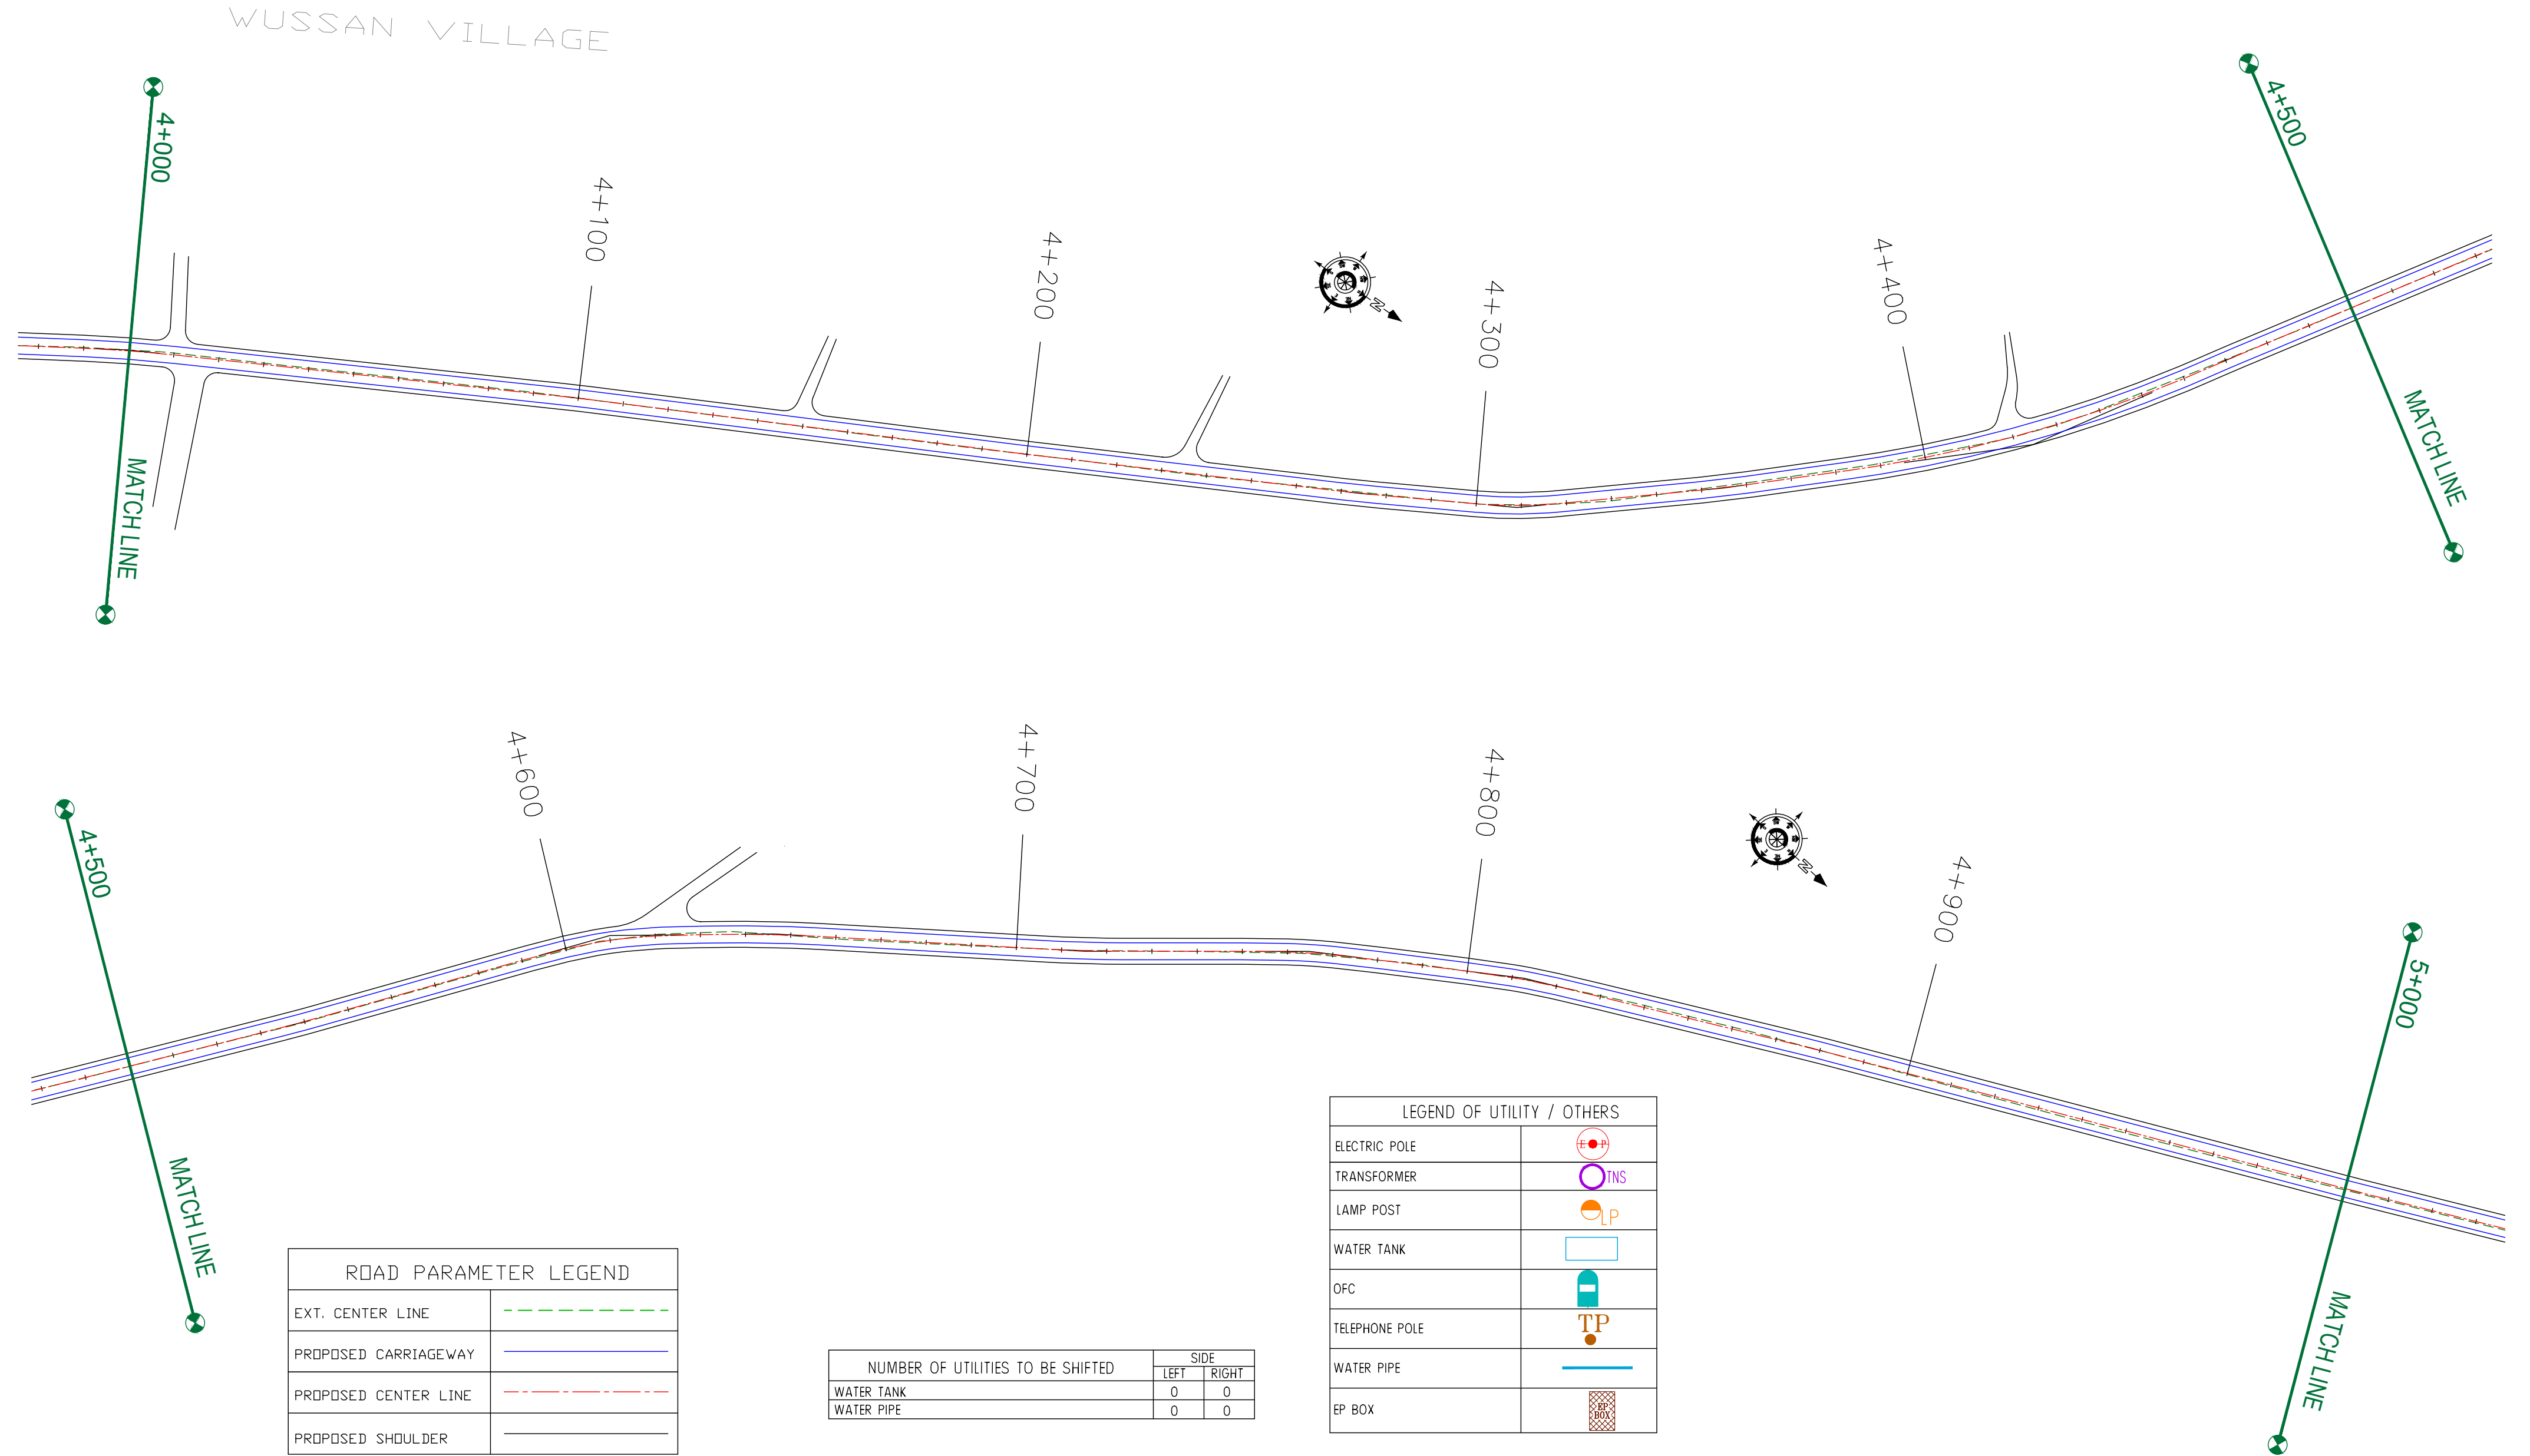 WUSSAN VILLAGE
4+000
4+100
4+200
4+300
4+400
4+500
N
MATCH LINE
MATCH LINE
4+500
4+600
4+700
4+800
4+900
5+000
N
MATCH LINE
MATCH LINE
ROAD PARAMETER LEGEND
EXT. CENTER LINE
PROPOSED CARRIAGEWAY
PROPOSED CENTER LINE
PROPOSED SHOULDER
NUMBER OF UTILITIES TO BE SHIFTED
SIDE
LEFT RIGHT
WATER TANK 0 0
WATER PIPE 0 0
LEGEND OF UTILITY / OTHERS
ELECTRIC POLE E P
TRANSFORMER TNS
LAMP POST LP
WATER TANK
OFC
TELEPHONE POLE TP
WATER PIPE
EP BOX EP BOX